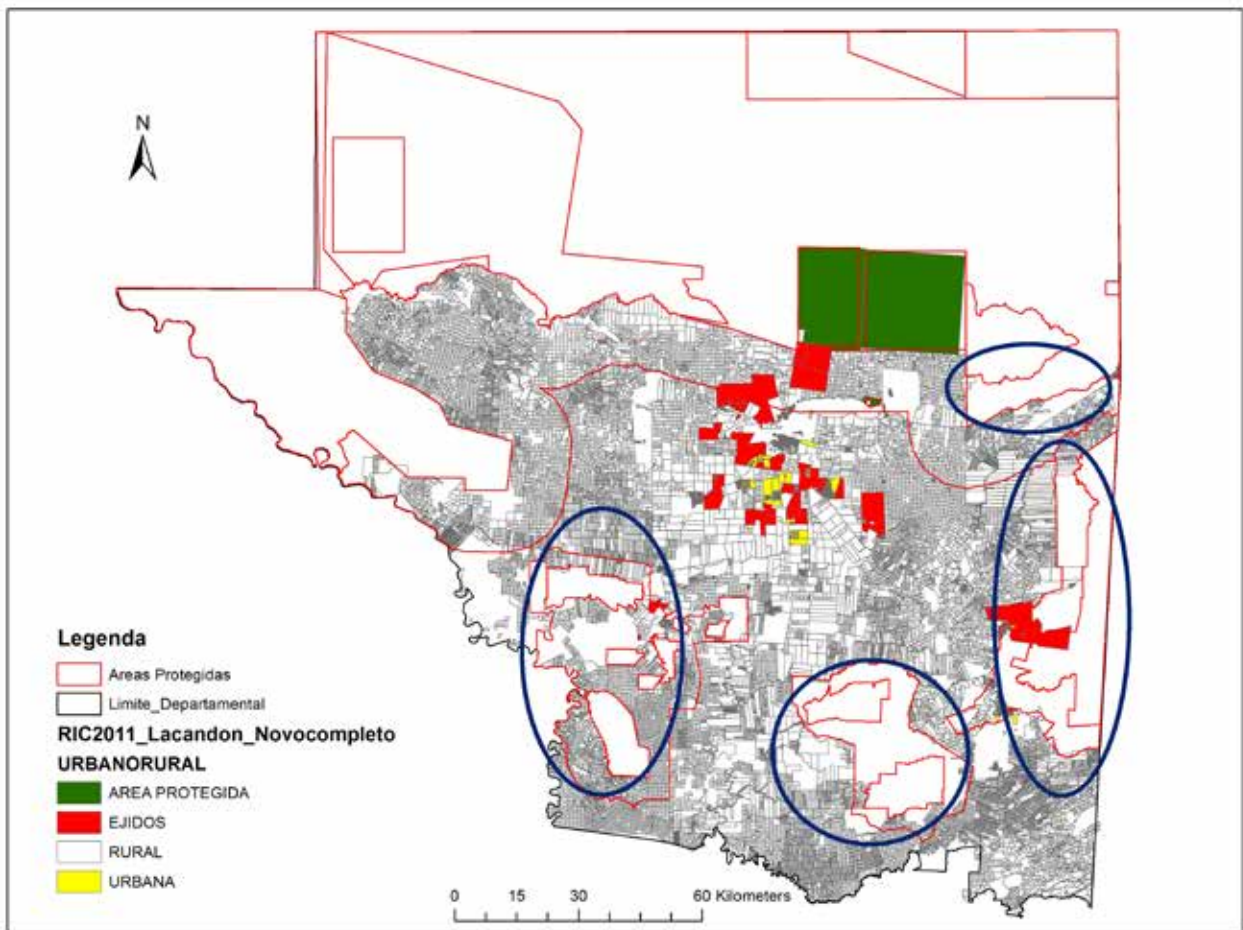 N
Legenda
Areas Protegidas
Limite_Departamental
RIC2011_Lacandon_Novocompleto
URBANORURAL
AREA PROTEGIDA
EJIDOS
RURAL
URBANA
0 15 30 60 Kilometers